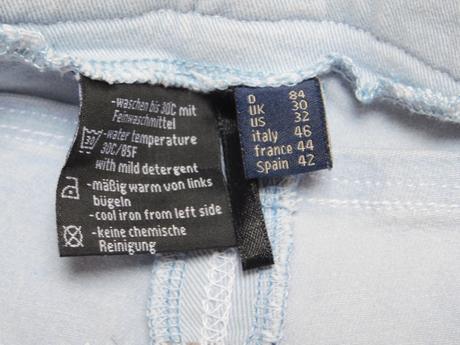 -waschen bis 30C mit
Feinwaschmittel
30 -water temperature
30C/85F
with mild detergent
-mäßig warm von links
bügeln
-cool iron from left side
-keine chemische
Reinigung
D 84
UK 30
US 32
italy 46
france 44
Spain 42